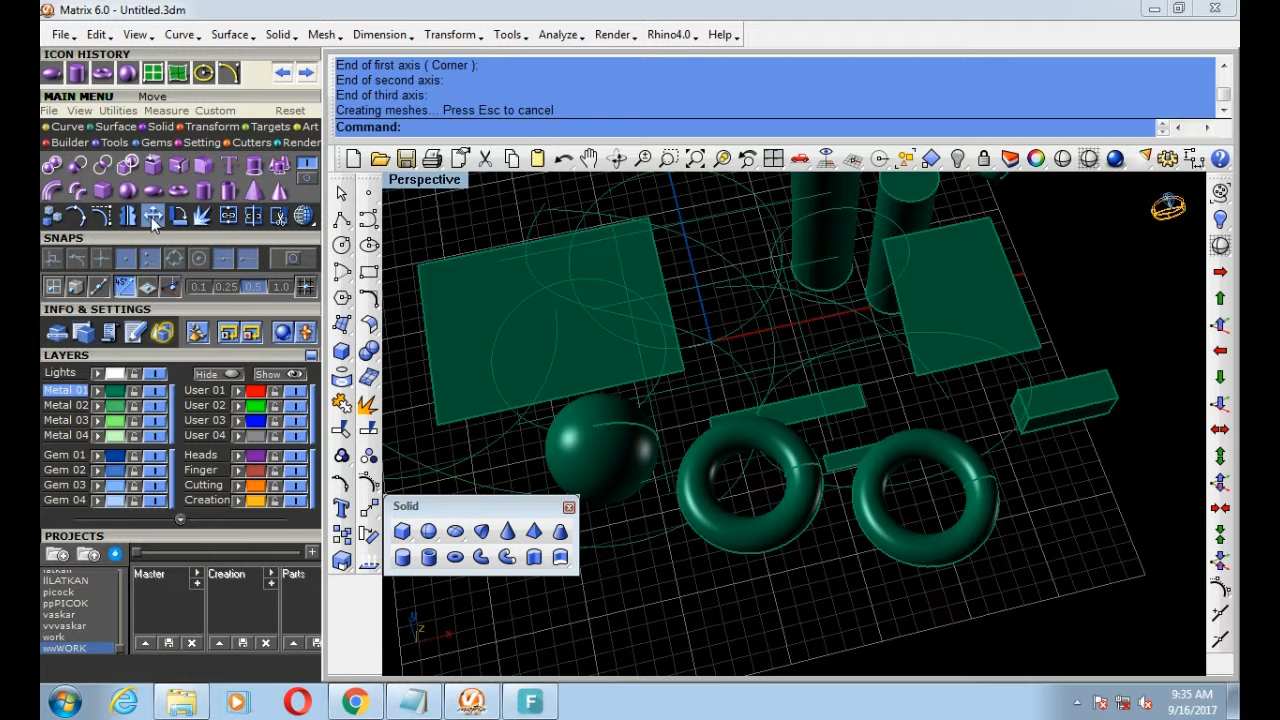 Matrix 6.0 - Untitled.3dm
File Edit View Curve Surface Solid Mesh Dimension Transform Tools Analyze Render Rhino4.0 Help
ICON HISTORY
MAIN MENU Move
File View Utilities Measure Custom Reset
Curve Surface Solid Transform Targets Art
Builder Tools Gems Setting Cutters Render
SNAPS
45° 0.1 0.25 0.5 1.0
INFO & SETTINGS
LAYERS
Lights Hide Show
Metal 01 User 01
Metal 02 User 02
Metal 03 User 03
Metal 04 User 04
Gem 01 Heads
Gem 02 Finger
Gem 03 Cutting
Gem 04 Creation
PROJECTS
Master Creation Parts
lILATKAN
picock
ppPICOK
vaskar
vvvaskar
work
wwWORK
End of first axis ( Corner ):
End of second axis:
End of third axis:
Creating meshes... Press Esc to cancel
Command:
Perspective
Solid
y
z
x
9:35 AM
9/16/2017